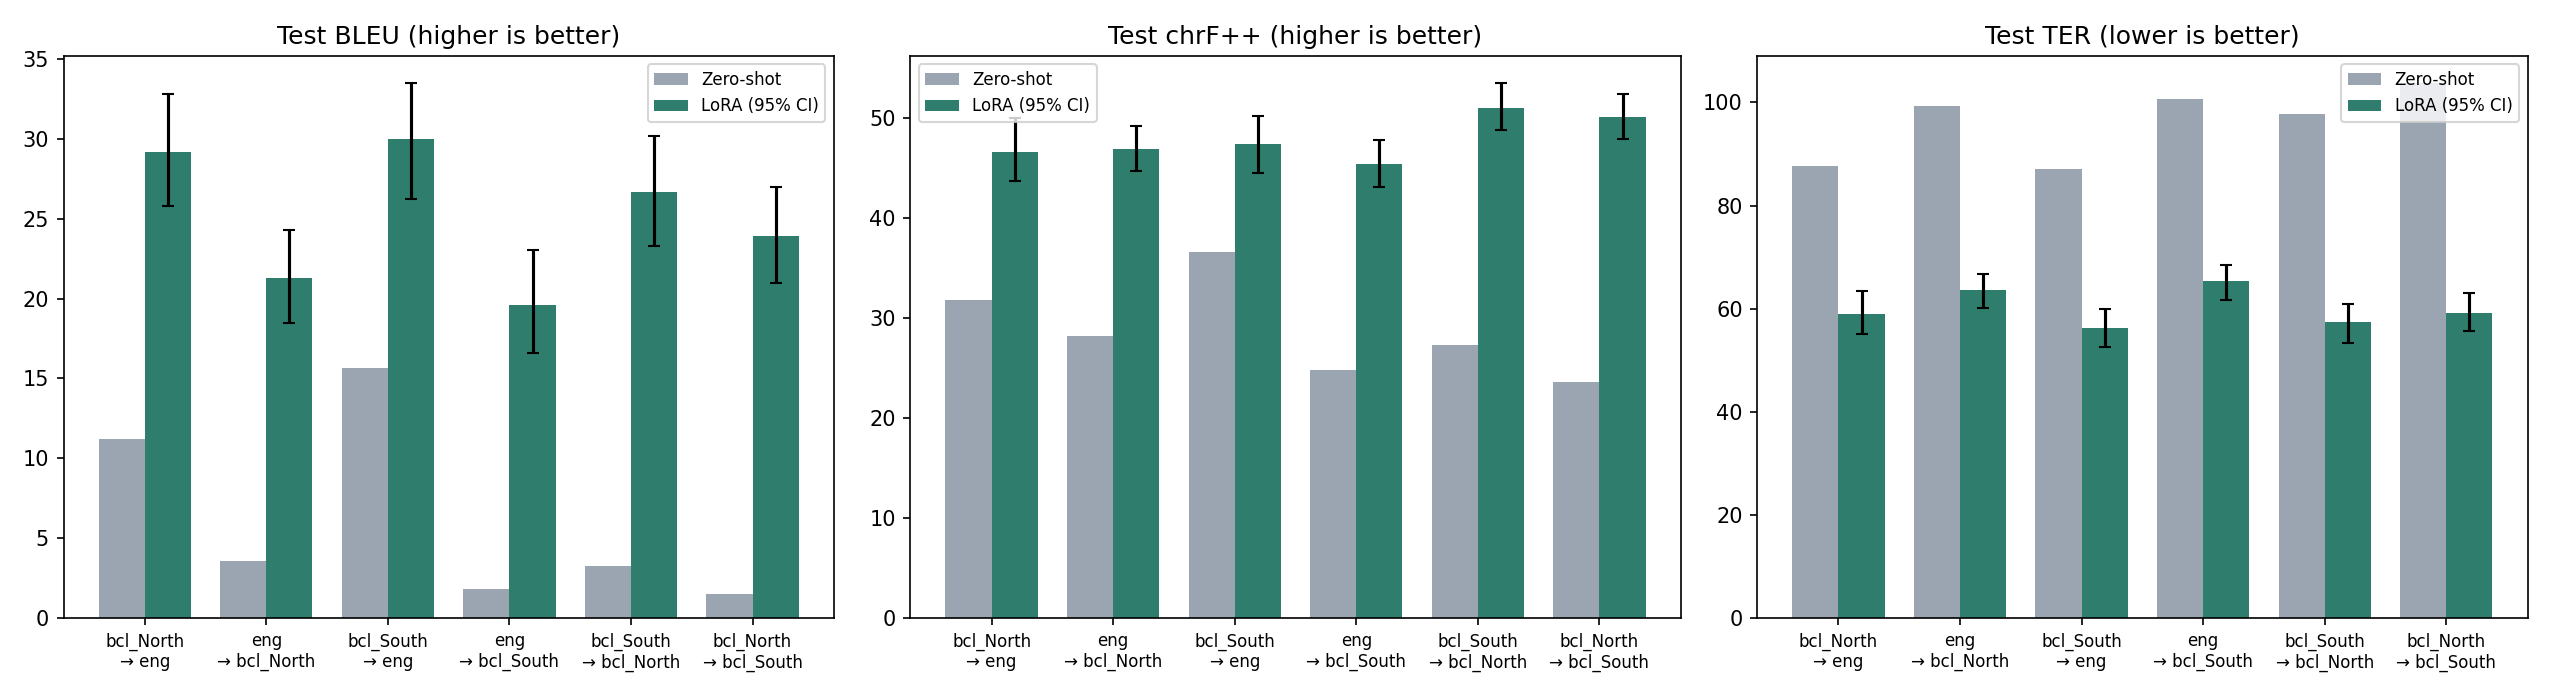 Test BLEU (higher is better)
35
30
25
20
15
10
5
0
Zero-shot
LoRA (95% CI)
bcl_North
→ eng
eng
→ bcl_North
bcl_South
→ eng
eng
→ bcl_South
bcl_South
→ bcl_North
bcl_North
→ bcl_South
Test chrF++ (higher is better)
50
40
30
20
10
0
Zero-shot
LoRA (95% CI)
bcl_North
→ eng
eng
→ bcl_North
bcl_South
→ eng
eng
→ bcl_South
bcl_South
→ bcl_North
bcl_North
→ bcl_South
Test TER (lower is better)
100
80
60
40
20
0
Zero-shot
LoRA (95% CI)
bcl_North
→ eng
eng
→ bcl_North
bcl_South
→ eng
eng
→ bcl_South
bcl_South
→ bcl_North
bcl_North
→ bcl_South